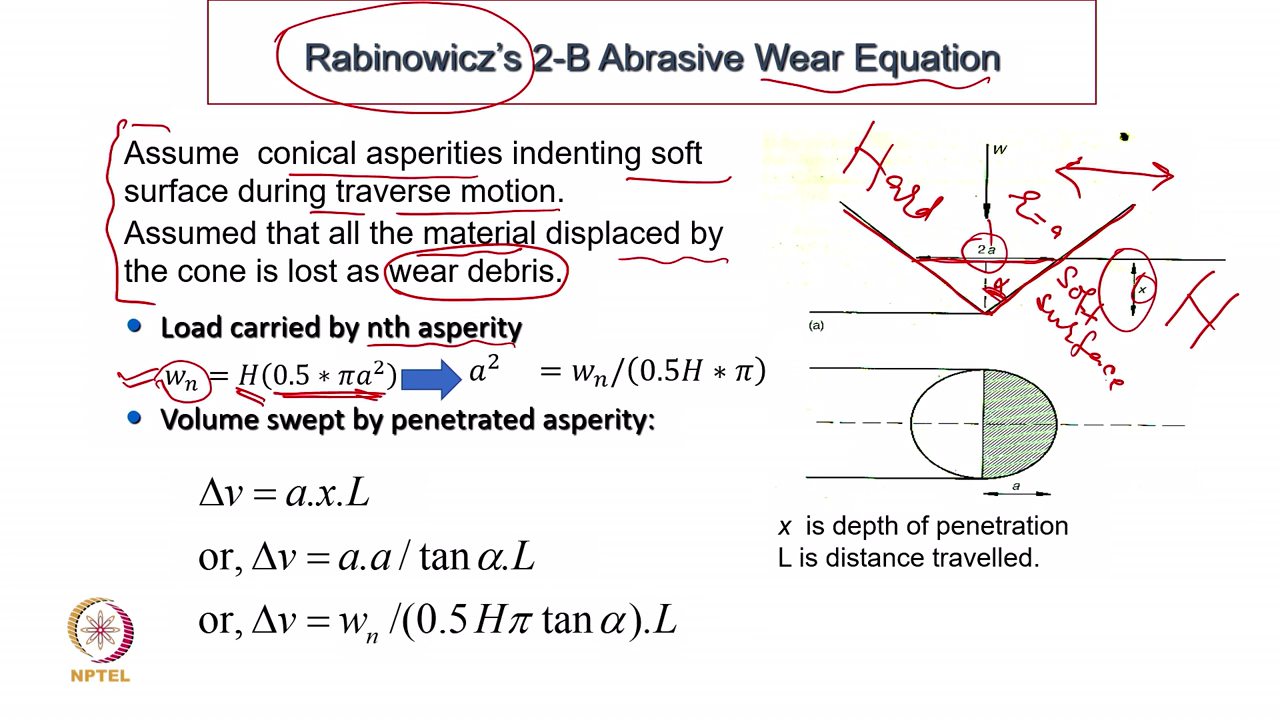 Rabinowicz's 2-B Abrasive Wear Equation
Assume conical asperities indenting soft
surface during traverse motion.
Assumed that all the material displaced by
the cone is lost as wear debris.
• Load carried by nth asperity
wₙ = H(0.5 * πa²) a² = wₙ/(0.5H * π)
• Volume swept by penetrated asperity:
Δv = a.x.L
or, Δv = a.a / tan α.L
or, Δv = wₙ /(0.5 Hπ tan α).L
NPTEL
Hard
W
r=a
2a
α
x
Soft
surface
H
(a)
a
x is depth of penetration
L is distance travelled.